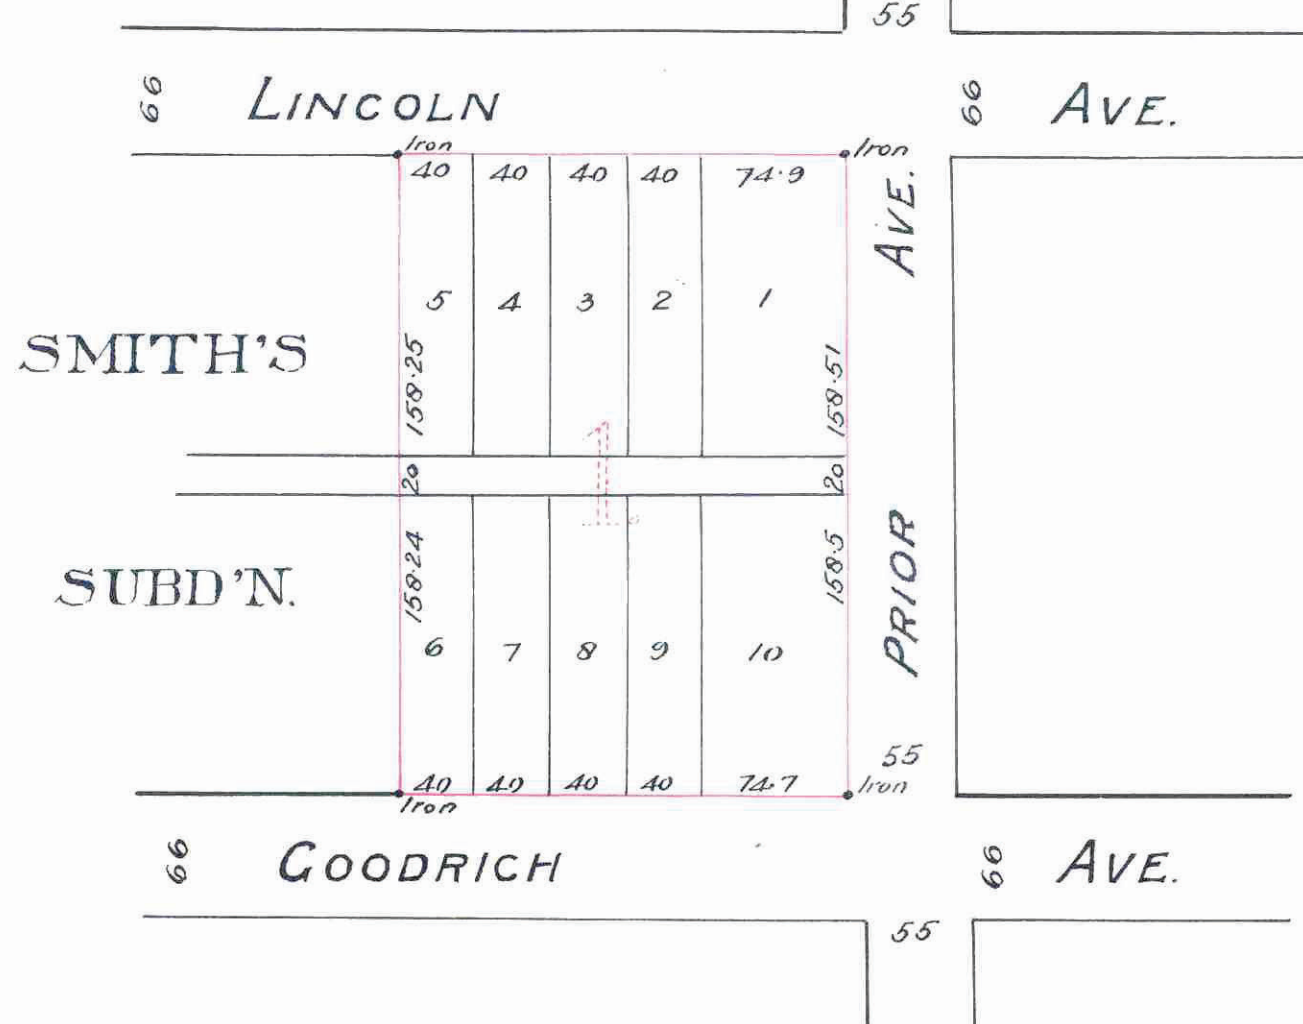 55
66 LINCOLN 66 AVE.
Iron Iron
40 40 40 40 74.9
AVE.
5 4 3 2 1
SMITH'S
158.25 158.51
1.
20 20
158.24 158.5
PRIOR
SUBD'N.
6 7 8 9 10
55
40 40 40 40 74.7 Iron
Iron
66 GOODRICH 66 AVE.
55